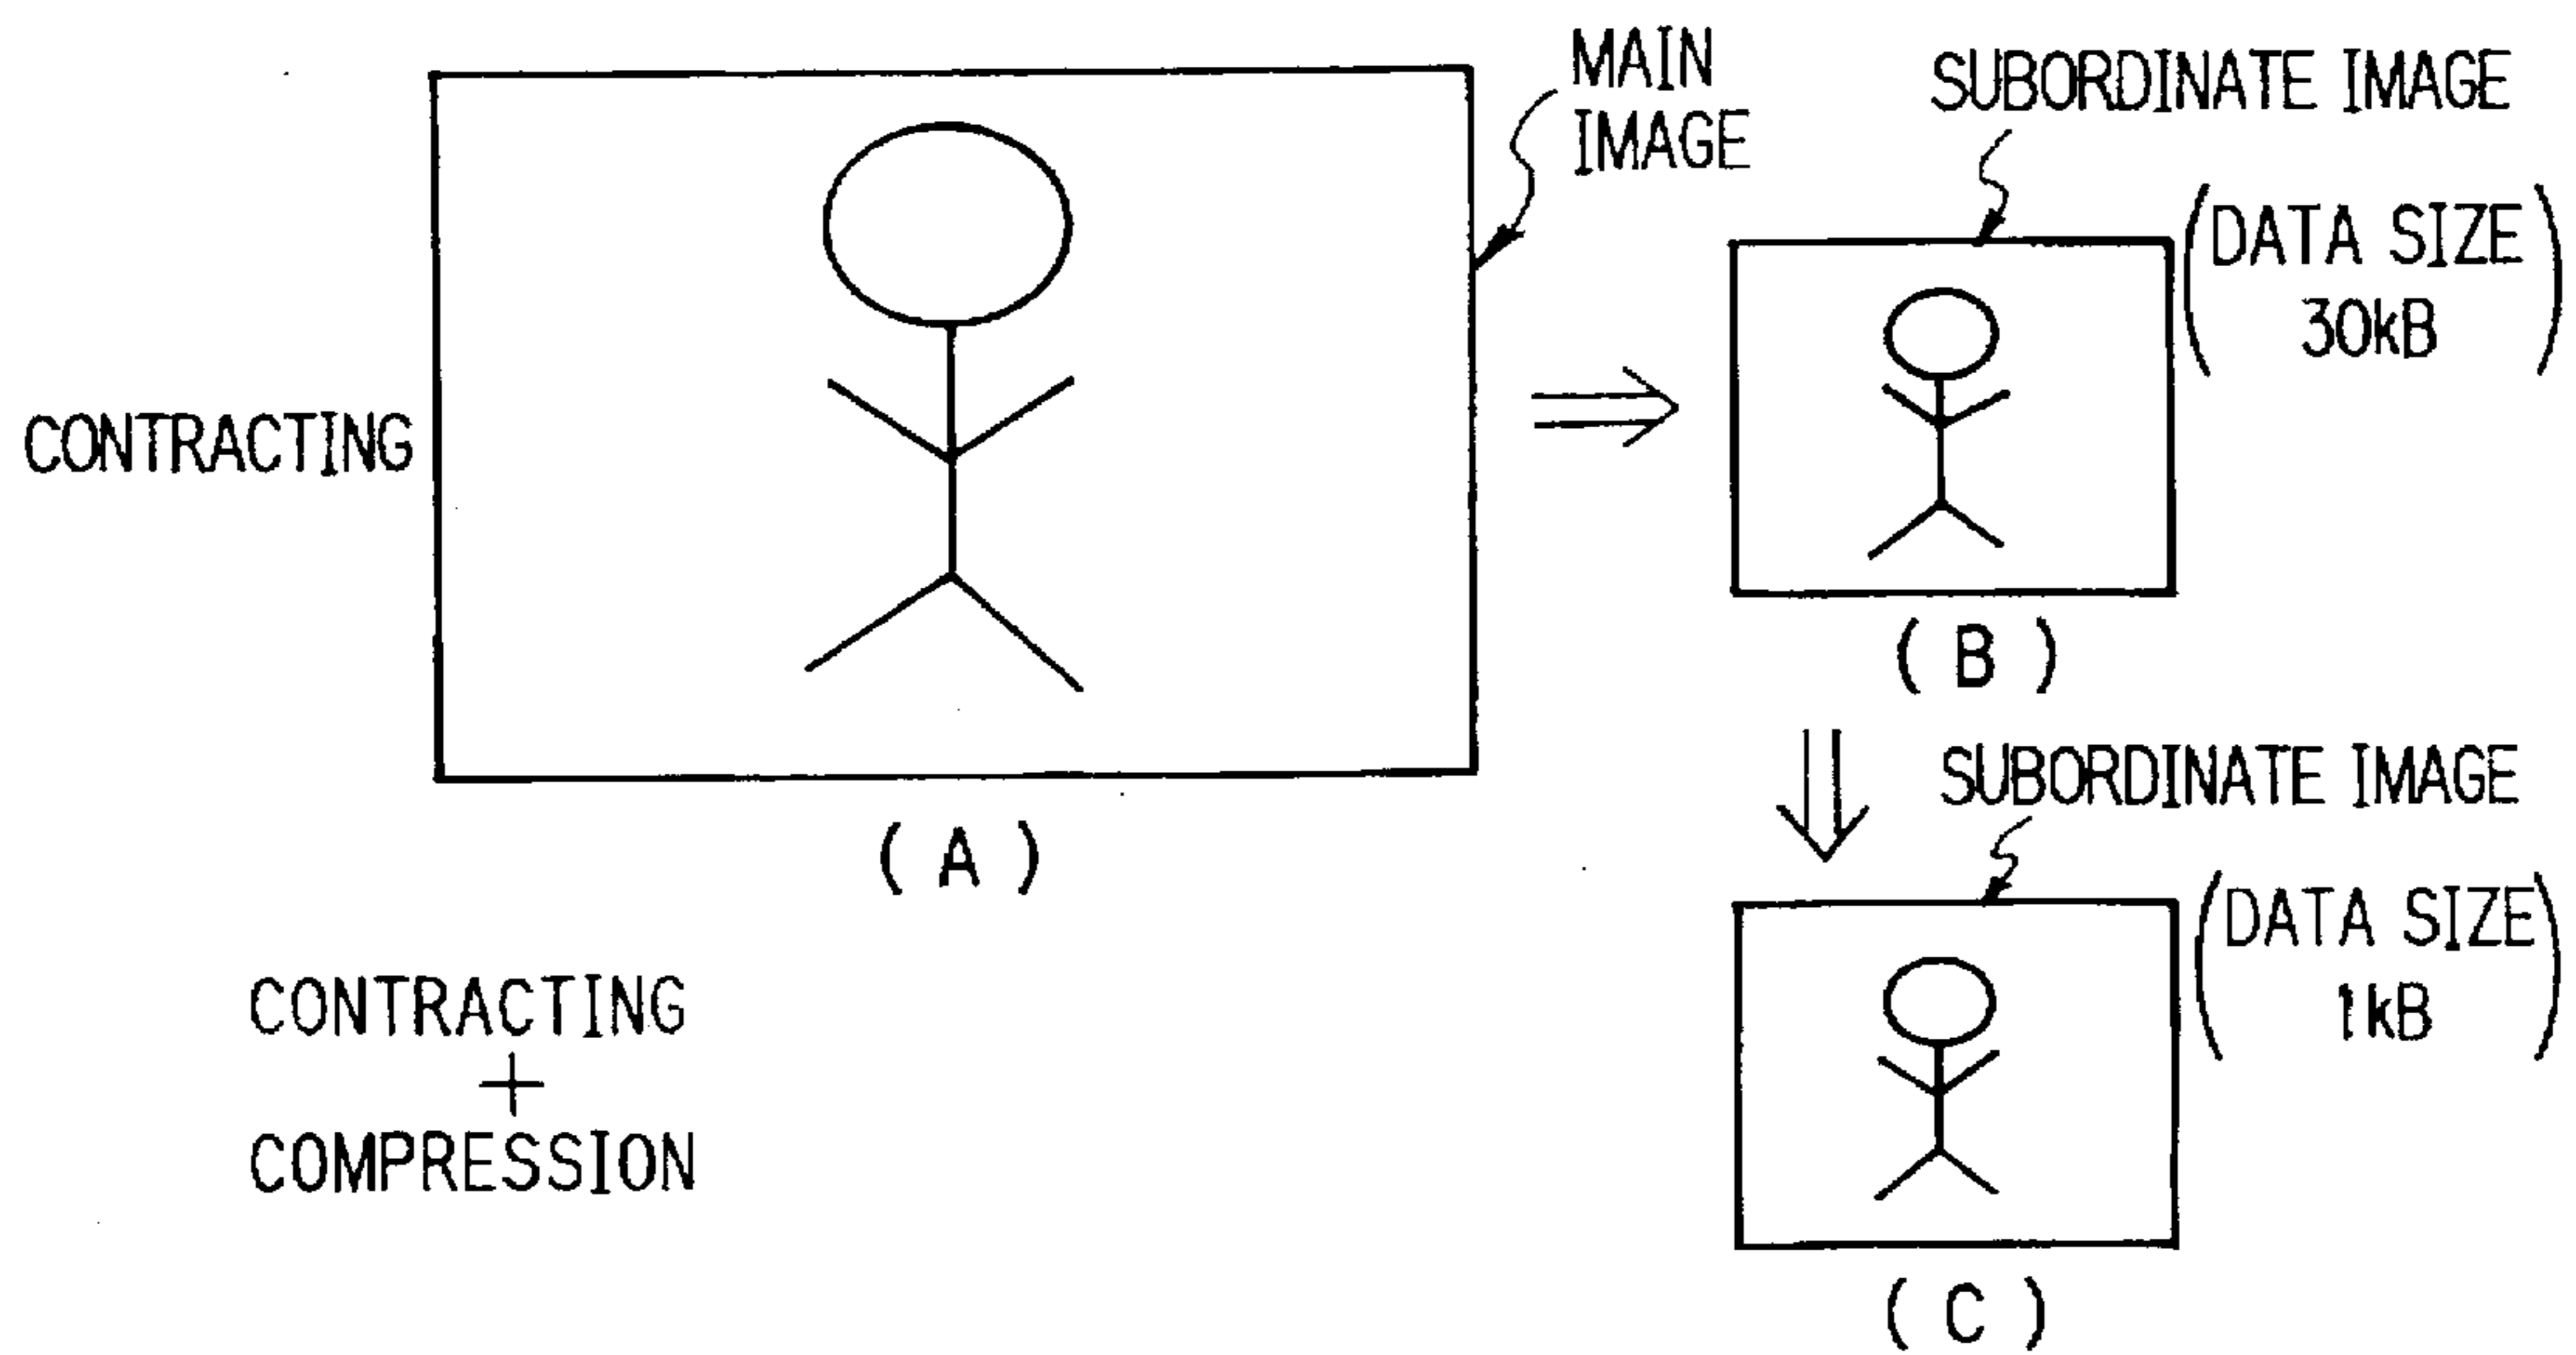 MAIN
IMAGE
SUBORDINATE IMAGE
(DATA SIZE
30kB)
CONTRACTING
(B)
SUBORDINATE IMAGE
(A)
(DATA SIZE
1kB)
CONTRACTING
+
COMPRESSION
(C)